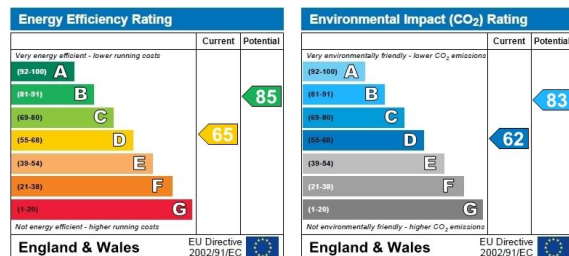 Energy Efficiency Rating
Current Potential
Very energy efficient - lower running costs
(92-100) A
(81-91) B
(69-80) C
(55-68) D
(39-54) E
(21-38) F
(1-20) G
85
65
Not energy efficient - higher running costs
England & Wales
EU Directive
2002/91/EC
Environmental Impact (CO₂) Rating
Current Potential
Very environmentally friendly - lower CO₂ emissions
(92-100) A
(81-91) B
(69-80) C
(55-68) D
(39-54) E
(21-38) F
(1-20) G
83
62
Not environmentally friendly - higher CO₂ emissions
England & Wales
EU Directive
2002/91/EC